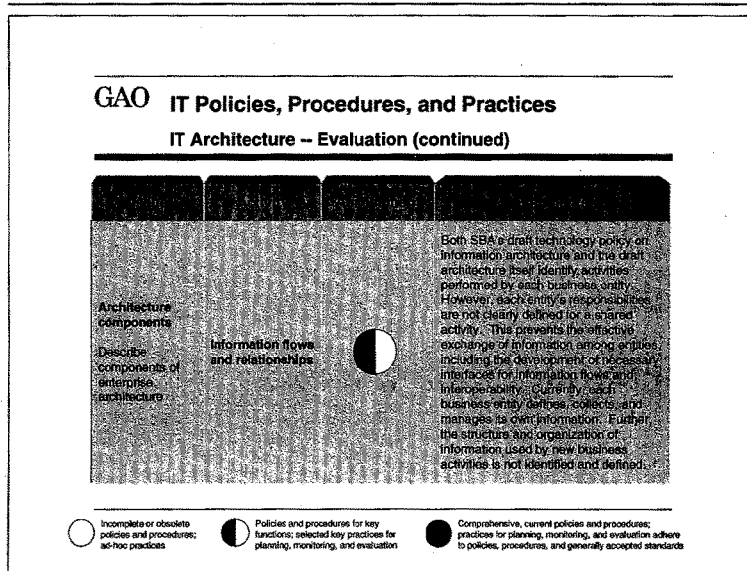 GAO IT Policies, Procedures, and Practices
IT Architecture -- Evaluation (continued)
Architecture
components
Describe
components of
enterprise
architecture
Information flows
and relationships
Both SBA's draft technology policy on
information architecture and the draft
architecture itself identify activities
performed by each business entity.
However, each entity's responsibilities
are not clearly defined for a shared
activity. This prevents the effective
exchange of information among entities,
including the development of necessary
interfaces for information flows and
interoperability. Currently, each
business entity defines, collects, and
manages its own information. Further,
the structure and organization of
information used by new business
activities is not identified and defined.
Incomplete or obsolete
policies and procedures;
ad-hoc practices
Policies and procedures for key
functions; selected key practices for
planning, monitoring, and evaluation
Comprehensive, current policies and procedures;
practices for planning, monitoring, and evaluation adhere
to policies, procedures, and generally accepted standards